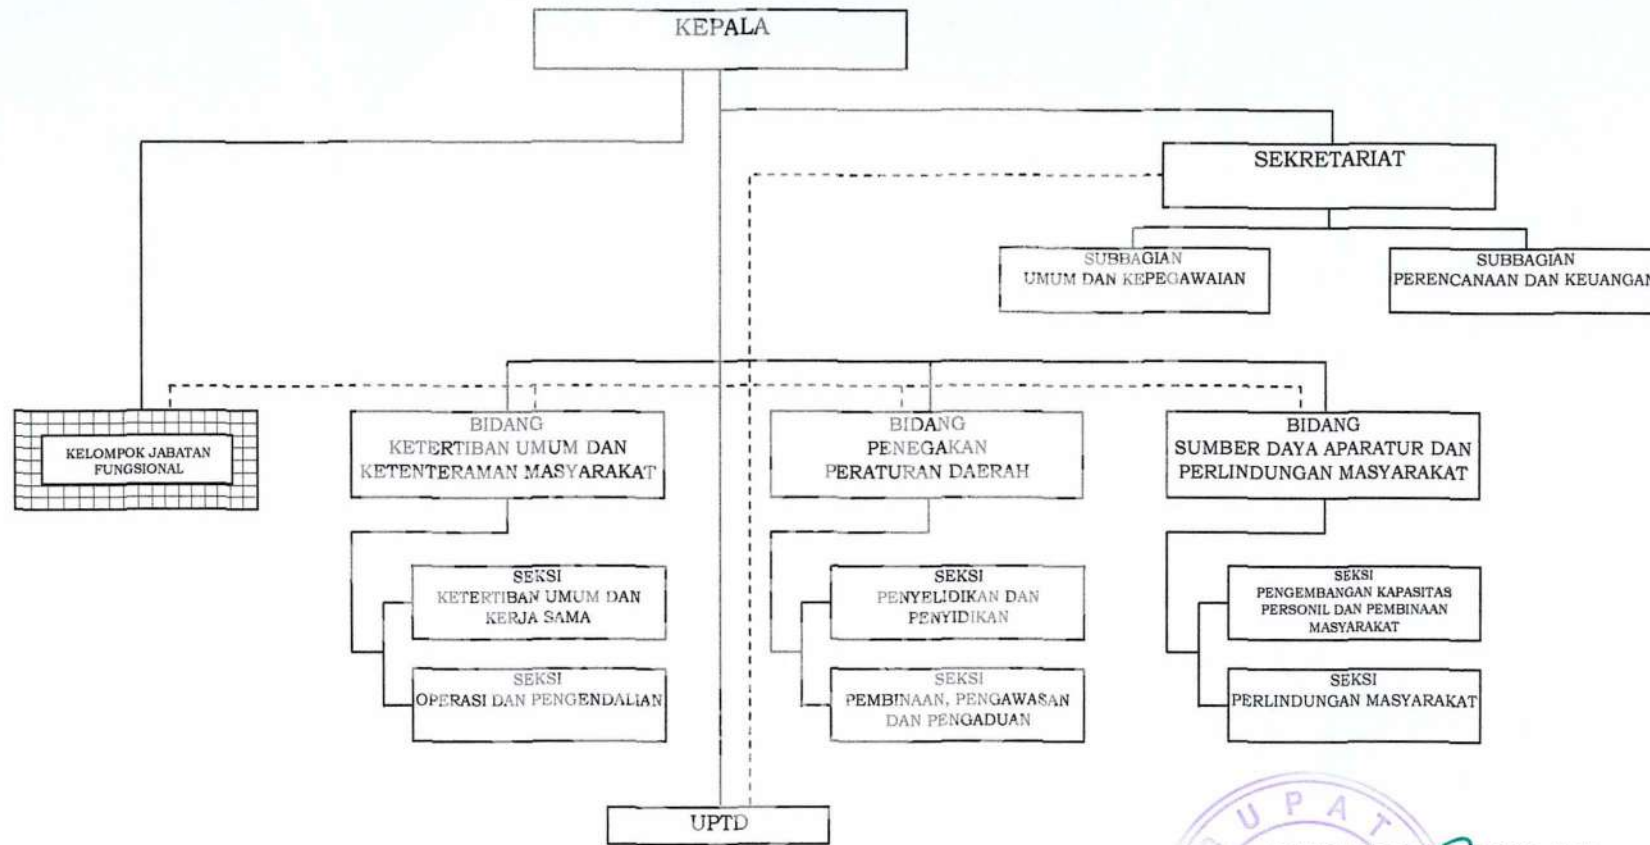 KEPALA
SEKRETARIAT
SUBBAGIAN
UMUM DAN KEPEGAWAIAN
SUBBAGIAN
PERENCANAAN DAN KEUANGAN
KELOMPOK JABATAN
FUNGSIONAL
BIDANG
KETERTIBAN UMUM DAN
KETENTERAMAN MASYARAKAT
BIDANG
PENEGAKAN
PERATURAN DAERAH
BIDANG
SUMBER DAYA APARATUR DAN
PERLINDUNGAN MASYARAKAT
SEKSI
KETERTIBAN UMUM DAN
KERJA SAMA
SEKSI
OPERASI DAN PENGENDALIAN
SEKSI
PENYELIDIKAN DAN
PENYIDIKAN
SEKSI
PEMBINAAN, PENGAWASAN
DAN PENGADUAN
SEKSI
PENGEMBANGAN KAPASITAS
PERSONIL DAN PEMBINAAN
MASYARAKAT
SEKSI
PERLINDUNGAN MASYARAKAT
UPTD
BUPAT